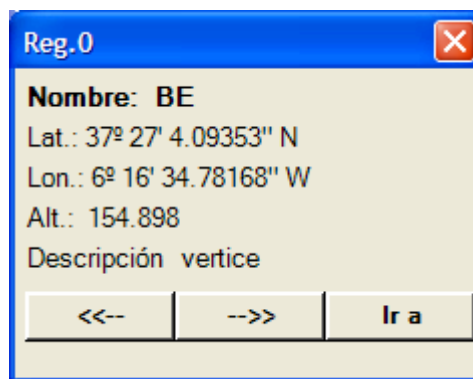 Reg.0
Nombre: BE
Lat.: 37º 27' 4.09353'' N
Lon.: 6º 16' 34.78168'' W
Alt.: 154.898
Descripción vertice
<<-- -->> Ir a